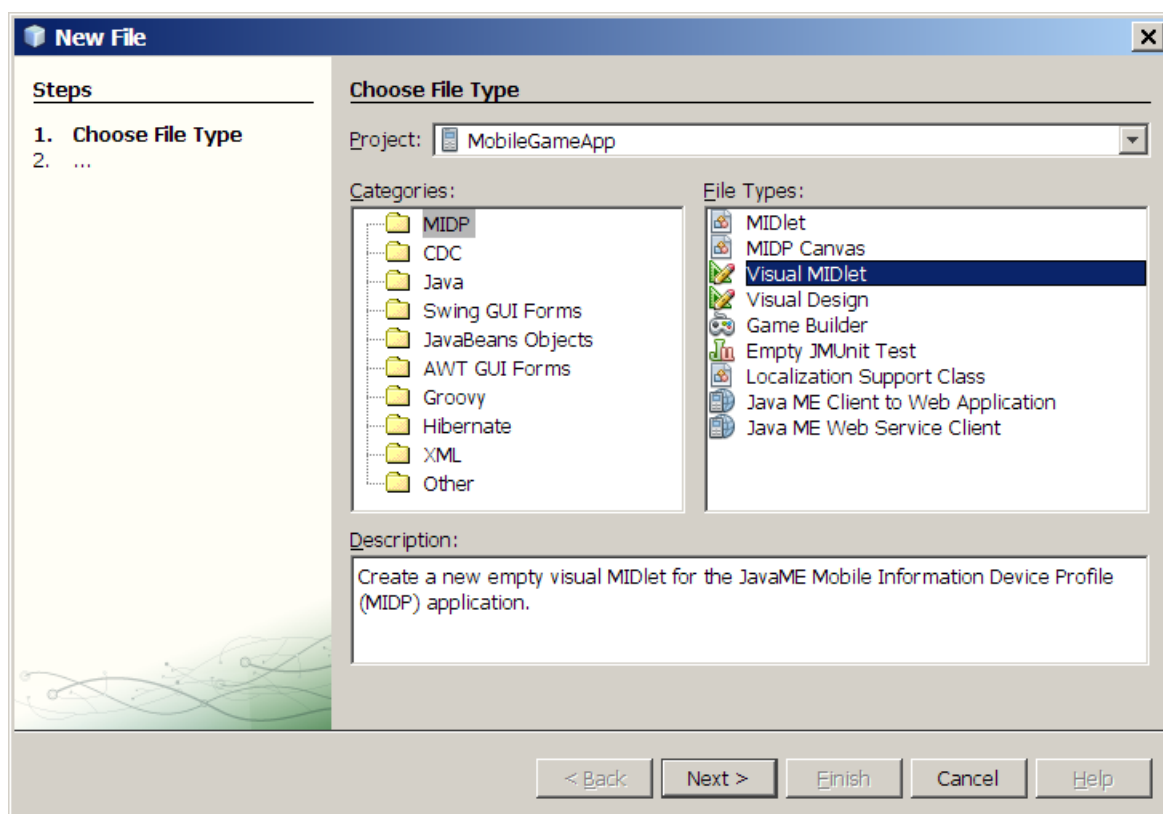 New File
Steps
1. Choose File Type
2. ...
Choose File Type
Project: MobileGameApp
Categories:
MIDP
CDC
Java
Swing GUI Forms
JavaBeans Objects
AWT GUI Forms
Groovy
Hibernate
XML
Other
File Types:
MIDlet
MIDP Canvas
Visual MIDlet
Visual Design
Game Builder
Empty JMUnit Test
Localization Support Class
Java ME Client to Web Application
Java ME Web Service Client
Description:
Create a new empty visual MIDlet for the JavaME Mobile Information Device Profile
(MIDP) application.
< Back Next > Finish Cancel Help